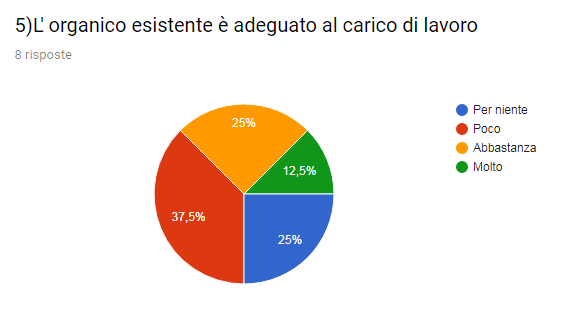 5)L' organico esistente è adeguato al carico di lavoro
8 risposte
Per niente
Poco
Abbastanza
Molto
25%
12,5%
37,5%
25%